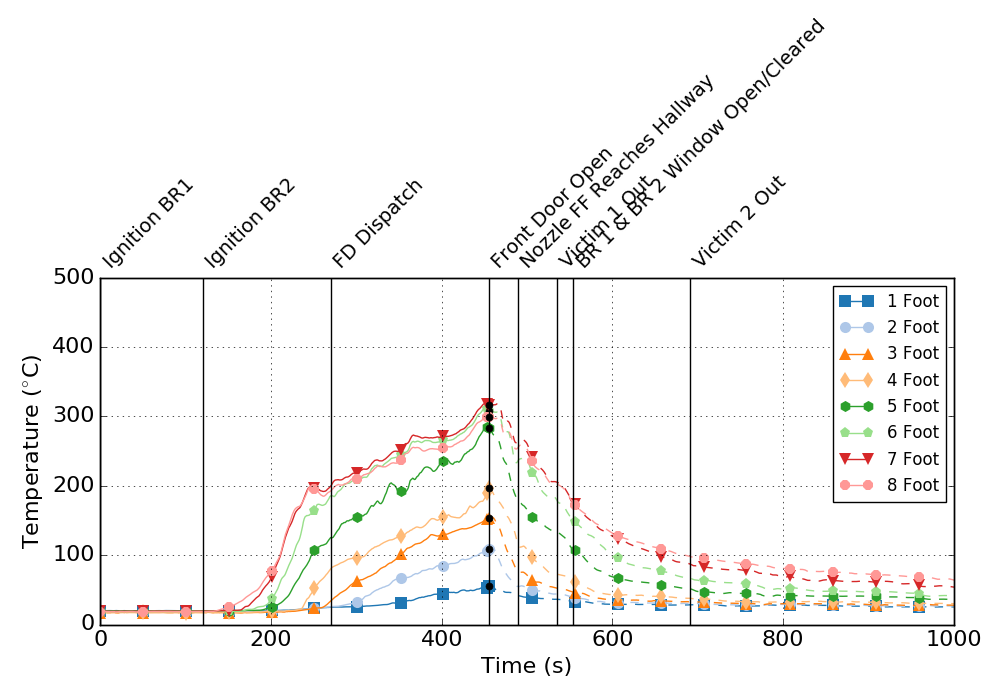 Ignition BR1
Ignition BR2
FD Dispatch
Front Door Open
Nozzle FF Reaches Hallway
Victim 1 Out
BR 1 & BR 2 Window Open/Cleared
Victim 2 Out
500
400
300
200
100
0
Temperature (°C)
1 Foot
2 Foot
3 Foot
4 Foot
5 Foot
6 Foot
7 Foot
8 Foot
0 200 400 600 800 1000
Time (s)